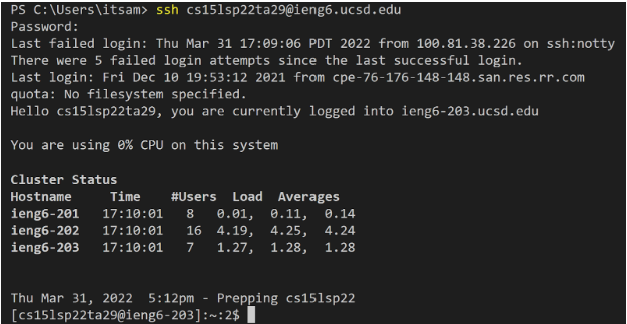 PS C:\Users\itsam> ssh cs15lsp22ta29@ieng6.ucsd.edu
Password:
Last failed login: Thu Mar 31 17:09:06 PDT 2022 from 100.81.38.226 on ssh:notty
There were 5 failed login attempts since the last successful login.
Last login: Fri Dec 10 19:53:12 2021 from cpe-76-176-148-148.san.res.rr.com
quota: No filesystem specified.
Hello cs15lsp22ta29, you are currently logged into ieng6-203.ucsd.edu
You are using 0% CPU on this system
Cluster Status
Hostname     Time    #Users  Load  Averages
ieng6-201   17:10:01   8   0.01,  0.11,  0.14
ieng6-202   17:10:01   16  4.19,  4.25,  4.24
ieng6-203   17:10:01   7   1.27,  1.28,  1.28
Thu Mar 31, 2022  5:12pm - Prepping cs15lsp22
[cs15lsp22ta29@ieng6-203]:~:2$